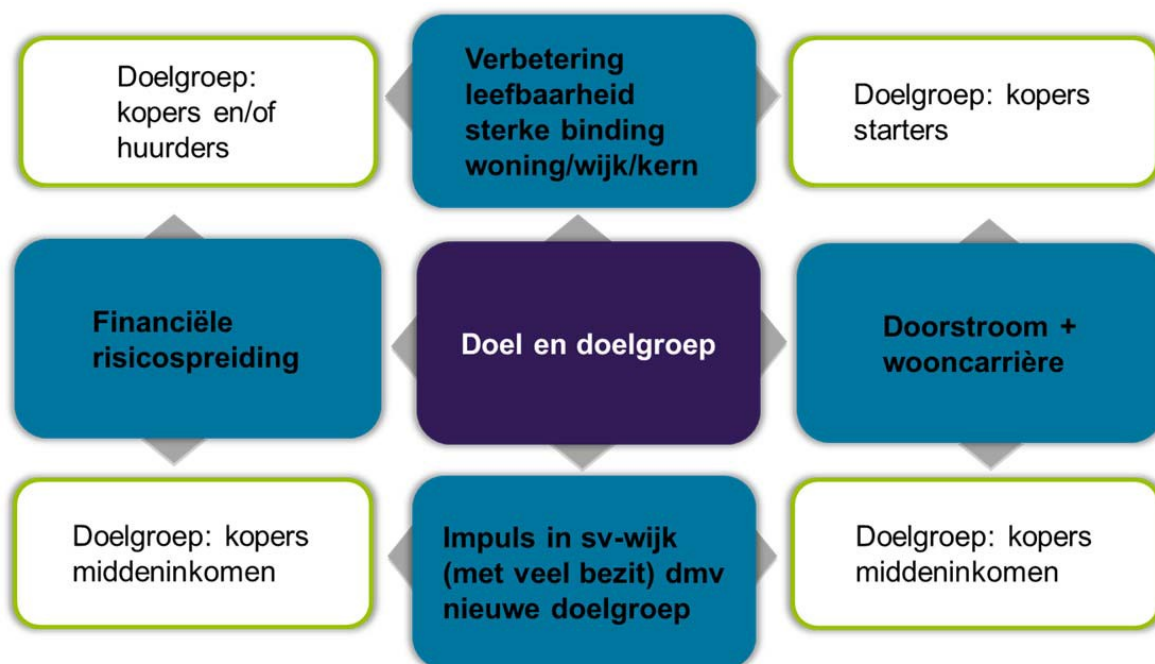 Doelgroep:
kopers en/of
huurders
Verbetering
leefbaarheid
sterke binding
woning/wijk/kern
Doelgroep: kopers
starters
Financiële
risicospreiding
Doel en doelgroep
Doorstroom +
wooncarrière
Doelgroep: kopers
middeninkomen
Impuls in sv-wijk
(met veel bezit) dmv
nieuwe doelgroep
Doelgroep: kopers
middeninkomen